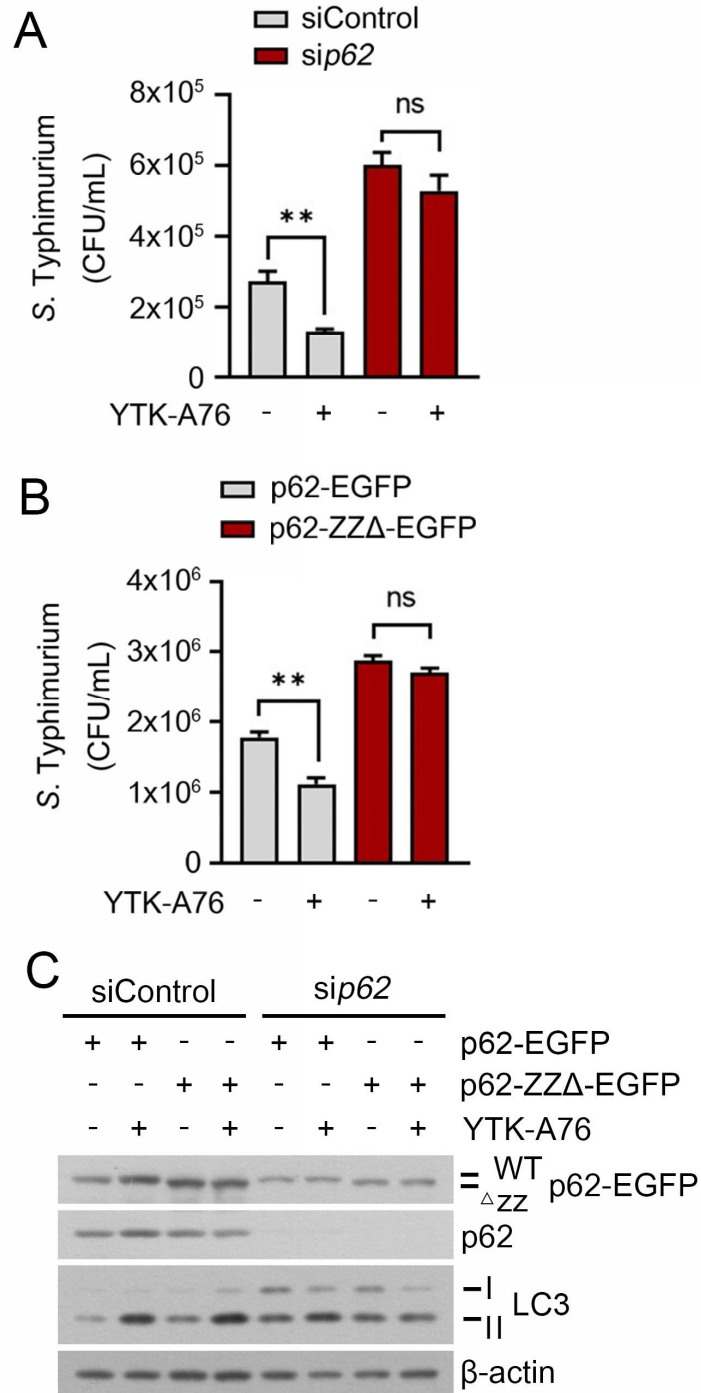 A
siControl
sip62
8x10⁵
6x10⁵
4x10⁵
2x10⁵
0
S. Typhimurium
(CFU/mL)
**
ns
YTK-A76 - + - +
B
p62-EGFP
p62-ZZΔ-EGFP
4x10⁶
3x10⁶
2x10⁶
1x10⁶
0
S. Typhimurium
(CFU/mL)
**
ns
YTK-A76 - + - +
C
siControl sip62
+ + - - + + - - p62-EGFP
- - + + - - + + p62-ZZΔ-EGFP
- + - + - + - + YTK-A76
WT
△ZZ p62-EGFP
p62
I
II LC3
β-actin